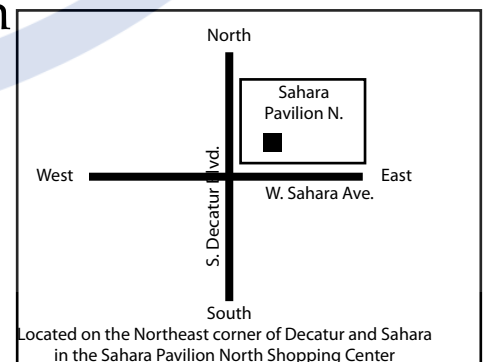 n
North
Sahara
Pavilion N.
West
East
S. Decatur Blvd.
W. Sahara Ave.
South
Located on the Northeast corner of Decatur and Sahara
in the Sahara Pavilion North Shopping Center